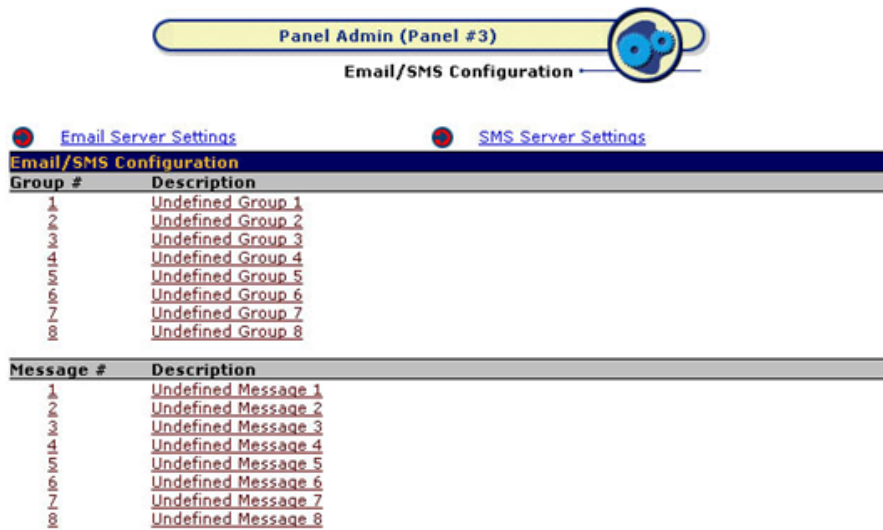 Panel Admin (Panel #3)
Email/SMS Configuration
Email Server Settings SMS Server Settings
Email/SMS Configuration
Group # Description
1 Undefined Group 1
2 Undefined Group 2
3 Undefined Group 3
4 Undefined Group 4
5 Undefined Group 5
6 Undefined Group 6
7 Undefined Group 7
8 Undefined Group 8
Message # Description
1 Undefined Message 1
2 Undefined Message 2
3 Undefined Message 3
4 Undefined Message 4
5 Undefined Message 5
6 Undefined Message 6
7 Undefined Message 7
8 Undefined Message 8